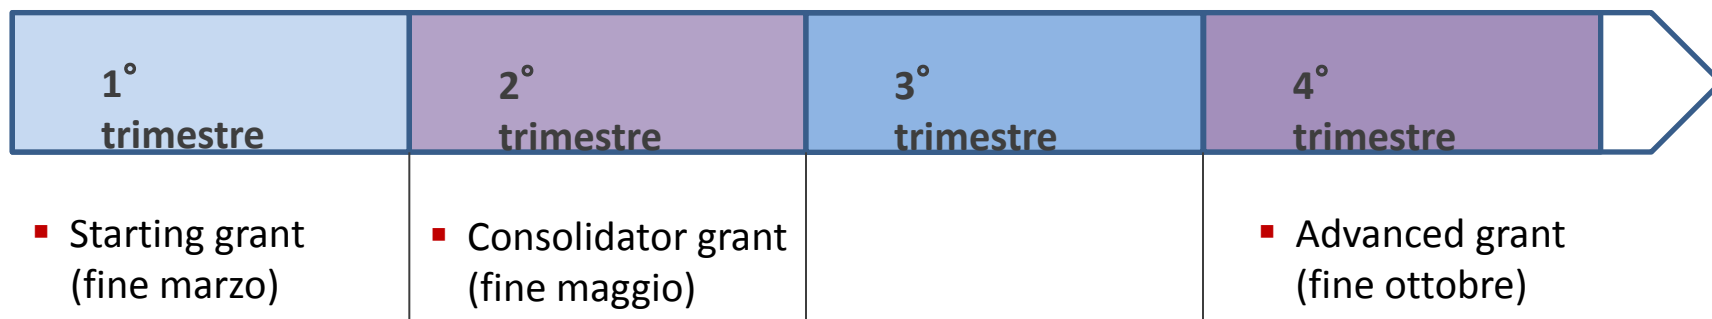 1°
trimestre
2°
trimestre
3°
trimestre
4°
trimestre
▪ Starting grant
(fine marzo)
▪ Consolidator grant
(fine maggio)
▪ Advanced grant
(fine ottobre)